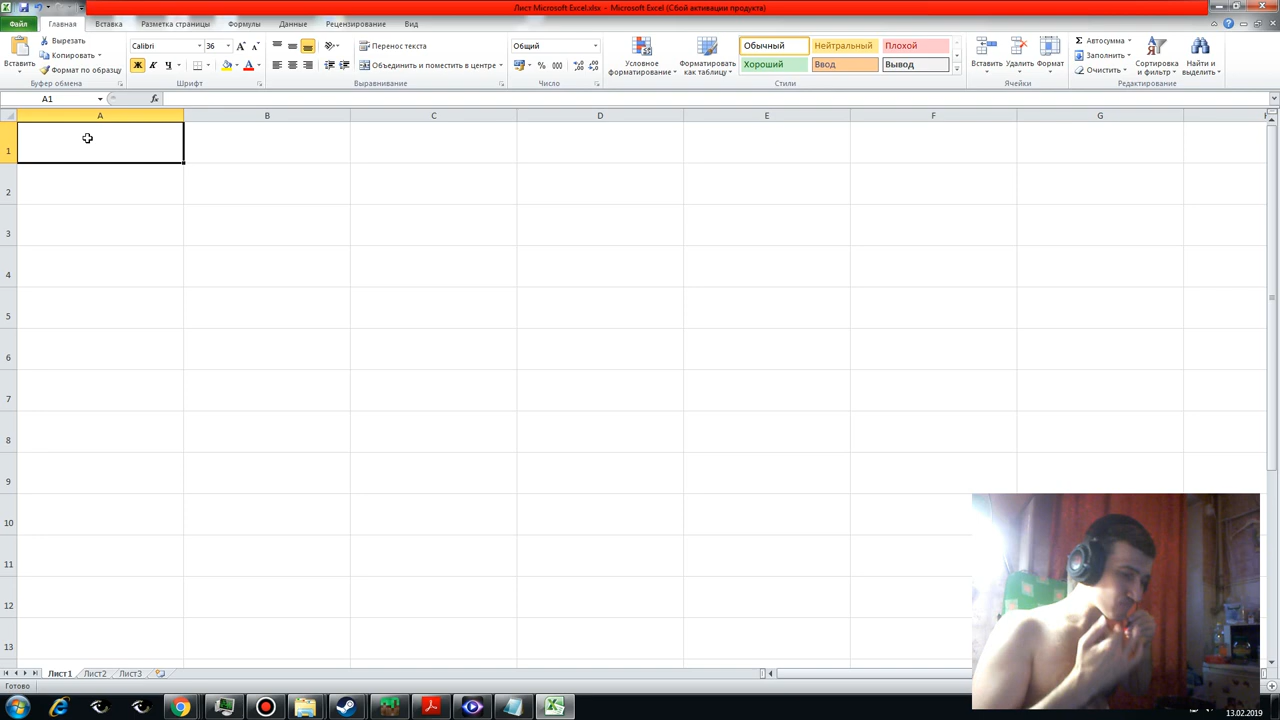 Лист Microsoft Excel.xlsx - Microsoft Excel (Сбой активации продукта)
Файл Главная Вставка Разметка страницы Формулы Данные Рецензирование Вид
Вставить
Вырезать
Копировать
Формат по образцу
Буфер обмена
Calibri 36
Ж К Ч
Шрифт
Перенос текста
Объединить и поместить в центре
Выравнивание
Общий
% 000
Число
Условное форматирование
Форматировать как таблицу
Обычный Нейтральный Плохой
Хороший Ввод Вывод
Стили
Вставить Удалить Формат
Ячейки
Автосумма
Заполнить
Очистить
Сортировка и фильтр
Найти и выделить
Редактирование
A1 fx
A B C D E F G
1
2
3
4
5
6
7
8
9
10
11
12
13
Лист1 Лист2 Лист3
Готово
13.02.2019